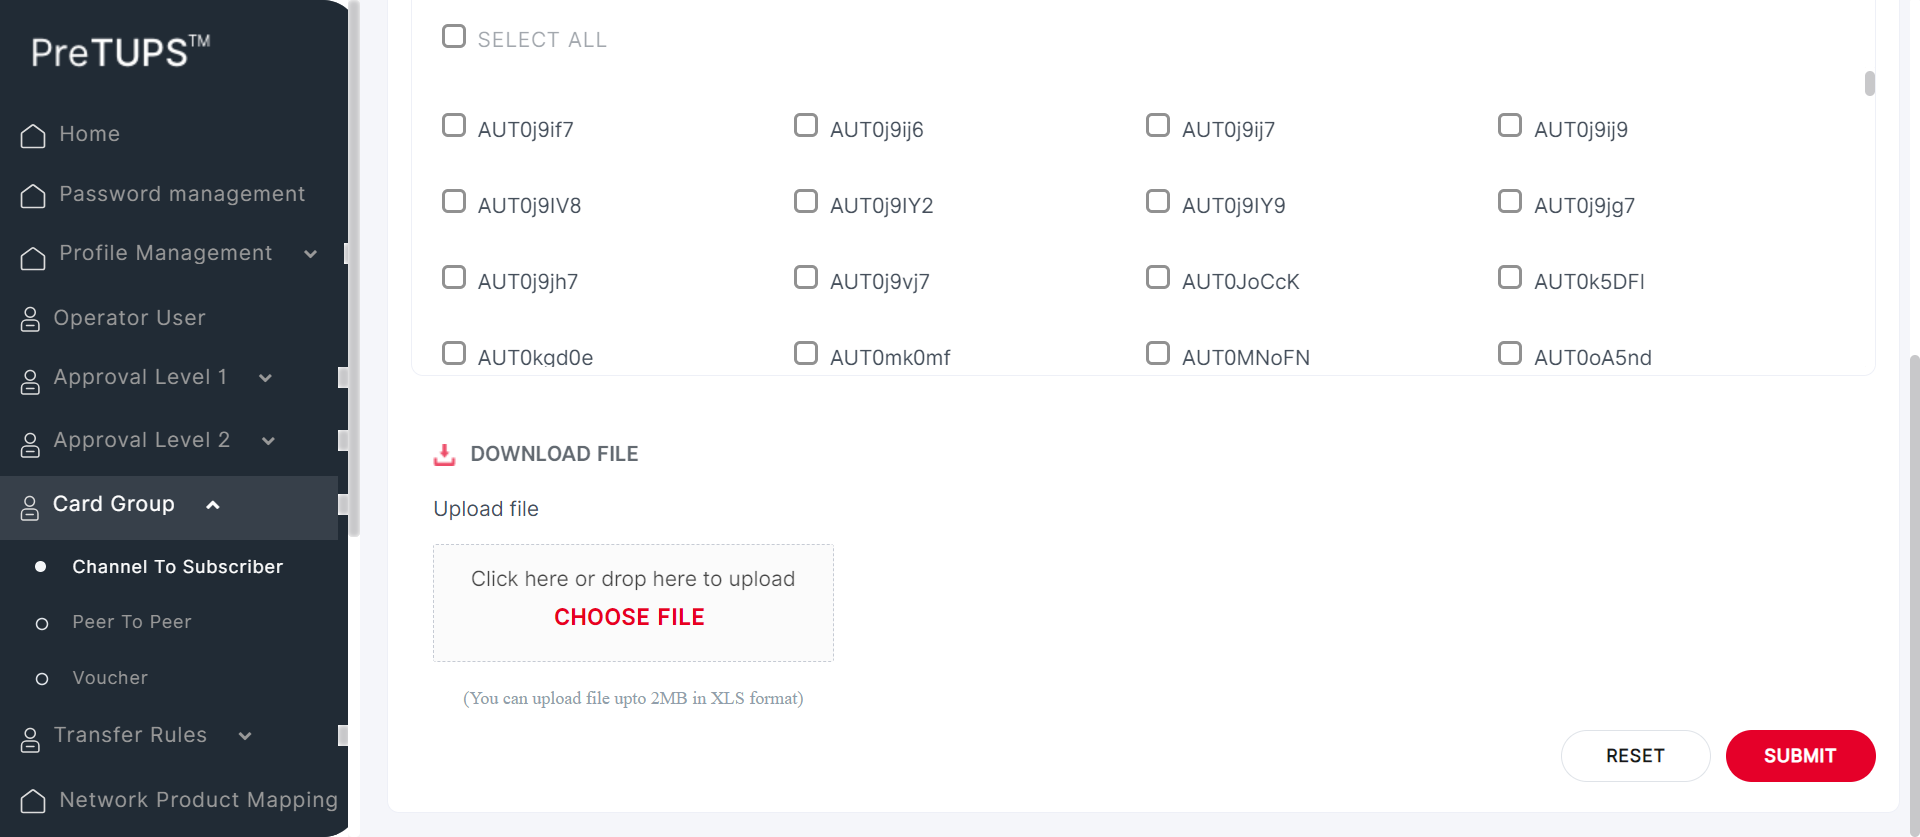 PreTUPS™
Home
Password management
Profile Management
Operator User
Approval Level 1
Approval Level 2
Card Group
Channel To Subscriber
Peer To Peer
Voucher
Transfer Rules
Network Product Mapping
SELECT ALL
AUT0j9if7 AUT0j9ij6 AUT0j9ij7 AUT0j9ij9
AUT0j9IV8 AUT0j9IY2 AUT0j9IY9 AUT0j9jg7
AUT0j9jh7 AUT0j9vj7 AUT0JoCcK AUT0k5DFI
AUT0kgd0e AUT0mk0mf AUT0MNoFN AUT0oA5nd
DOWNLOAD FILE
Upload file
Click here or drop here to upload
CHOOSE FILE
(You can upload file upto 2MB in XLS format)
RESET SUBMIT